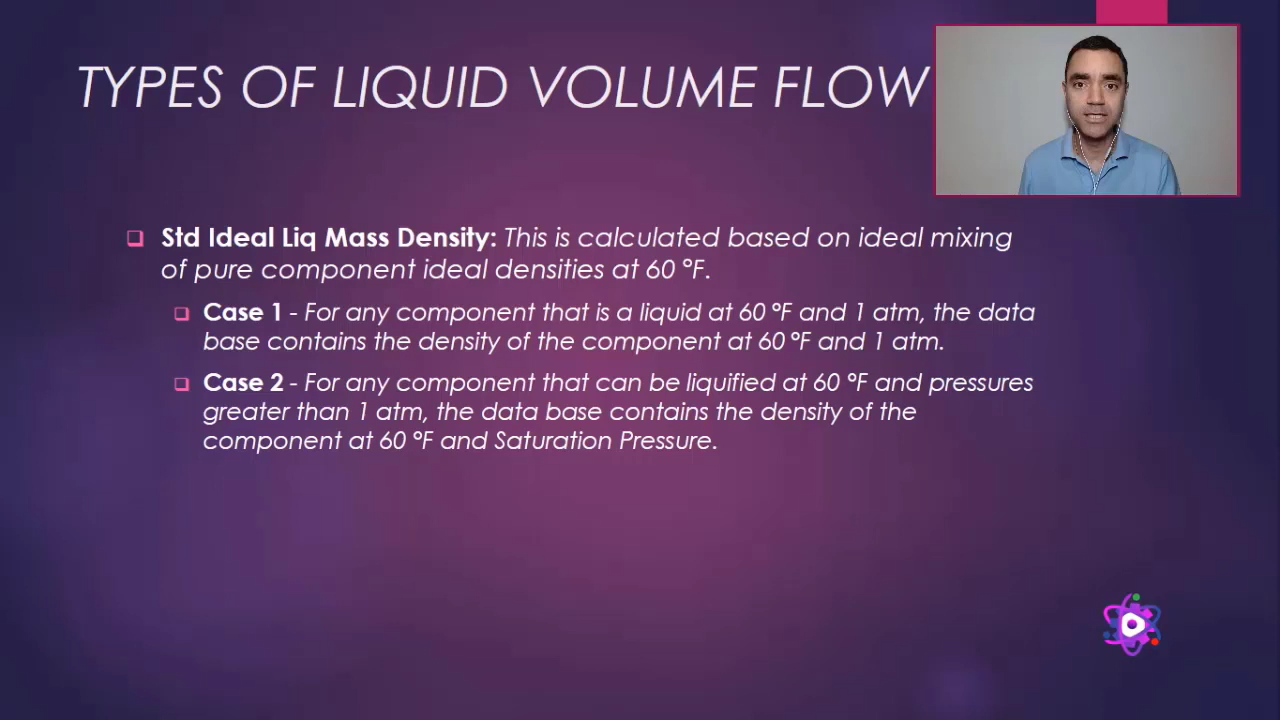 TYPES OF LIQUID VOLUME FLOW
Std Ideal Liq Mass Density: This is calculated based on ideal mixing
of pure component ideal densities at 60 °F.
Case 1 - For any component that is a liquid at 60 °F and 1 atm, the data
base contains the density of the component at 60 °F and 1 atm.
Case 2 - For any component that can be liquified at 60 °F and pressures
greater than 1 atm, the data base contains the density of the
component at 60 °F and Saturation Pressure.